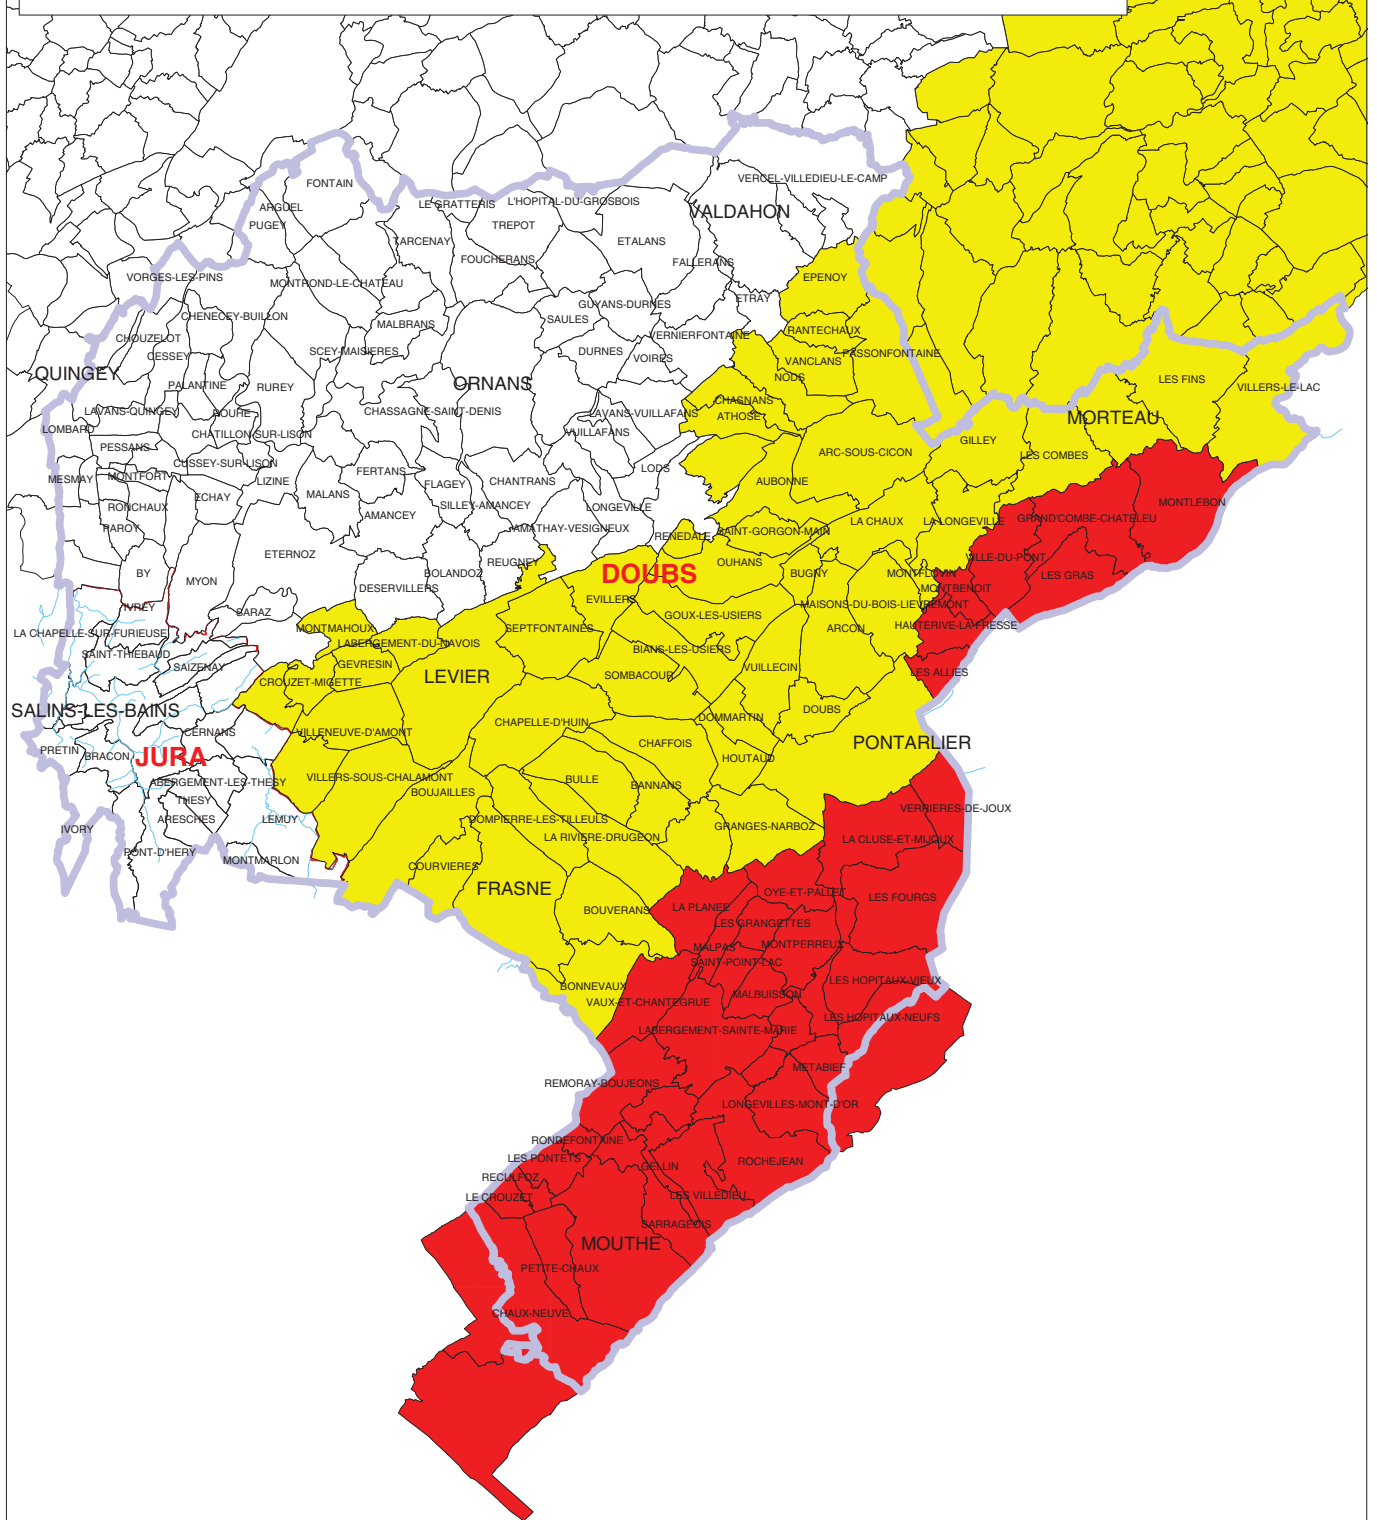 FONTAIN
VERCEL-VILLEDIEU-LE-CAMP
ARGUEL
LE GRATTERIS
L'HOPITAL-DU-GROSBOIS
VALDAHON
PUGEY
TREPOT
TARCENAY
ETALANS
FOUCHERANS
FALLERANS
VORGES-LES-PINS
MONTROND-LE-CHATEAU
EPENOY
ETRAY
GUYANS-DURNES
CHENECEY-BUILLON
SAULES
MALBRANS
RANTECHAUX
CHOUZELOT
VERNIERFONTAINE
CESSEY
SCEY-MAISIERES
DURNES
VOIRES
PASSONFONTAINE
VANCLANS
QUINGEY
NODS
LES FINS
PALANTINE
RUREY
ORNANS
VILLERS-LE-LAC
CHASNANS
LAVANS-QUINGEY
ROURE
CHASSAGNE-SAINT-DENIS
LAVANS-VUILLAFANS
ATHOSE
MORTEAU
LOMBARD
CHATILLON-SUR-LISON
VUILLAFANS
GILLEY
PESSANS
ARC-SOUS-CICON
LES COMBES
CUSSEY-SUR-LISON
MESMAY
MONTFORT
LIZINE
FERTANS
FLAGEY
CHANTRANS
LODS
AUBONNE
ECHAY
MALANS
RONCHAUX
SILLEY-AMANCEY
LONGEVILLE
MONTLEBON
AMANCEY
PAROY
AMATHAY-VESIGNEUX
LA CHAUX
LA LONGEVILLE
GRAND'COMBE-CHATELEU
RENEDALE
SAINT-GORGON-MAIN
ETERNOZ
REUGNEY
OUHANS
VILLE-DU-PONT
BY
MYON
BOLANDOZ
DOUBS
BUGNY
MONTFLOVIN
LES GRAS
DESERVILLERS
MONTBENOIT
IVREY
SARAZ
EVILLERS
MAISONS-DU-BOIS-LIEVREMONT
GOUX-LES-USIERS
LA CHAPELLE-SUR-FURIEUSE
MONTMAHOUX
SEPTFONTAINES
ARCON
HAUTERIVE-LA-FRESSE
LABERGEMENT-DU-NAVOIS
BIANS-LES-USIERS
SAINT-THIEBAUD
SAIZENAY
GEVRESIN
VUILLECIN
LEVIER
SOMBACOUR
LES ALLIES
CROUZET-MIGETTE
SALINS-LES-BAINS
DOMMARTIN
DOUBS
CHAPELLE-D'HUIN
CERNANS
VILLENEUVE-D'AMONT
CHAFFOIS
PONTARLIER
PRETIN
BRACON
JURA
HOUTAUD
ABERGEMENT-LES-THESY
VILLERS-SOUS-CHALAMONT
BULLE
BANNANS
BOUJAILLES
THESY
VERRIERES-DE-JOUX
ARESCHES
LEMUY
DOMPIERRE-LES-TILLEULS
GRANGES-NARBOZ
IVORY
LA RIVIERE-DRUGEON
LA CLUSE-ET-MIJOUX
PONT-D'HERY
MONTMARLON
COURVIERES
FRASNE
OYE-ET-PALLET
LES FOURGS
BOUVERANS
LA PLANEE
LES GRANGETTES
MALPAS
MONTPERREUX
SAINT-POINT-LAC
LES HOPITAUX-VIEUX
BONNEVAUX
MALBUISSON
VAUX-ET-CHANTEGRUE
LES HOPITAUX-NEUFS
LABERGEMENT-SAINTE-MARIE
METABIEF
REMORAY-BOUJEONS
LONGEVILLES-MONT-D'OR
RONDEFONTAINE
LES PONTETS
GELLIN
ROCHEJEAN
RECULFOZ
LE CROUZET
LES VILLEDIEU
SARRAGEOIS
MOUTHE
PETITE-CHAUX
CHAUX-NEUVE